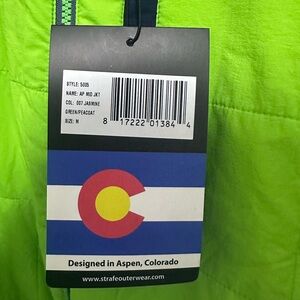 STYLE: 5005
NAME: AP MID JKT
COL: 007 JASMINE
GREEN/PEACOAT
SIZE: M
8 17222 01384 4
Designed in Aspen, Colorado
www.strafeouterwear.com